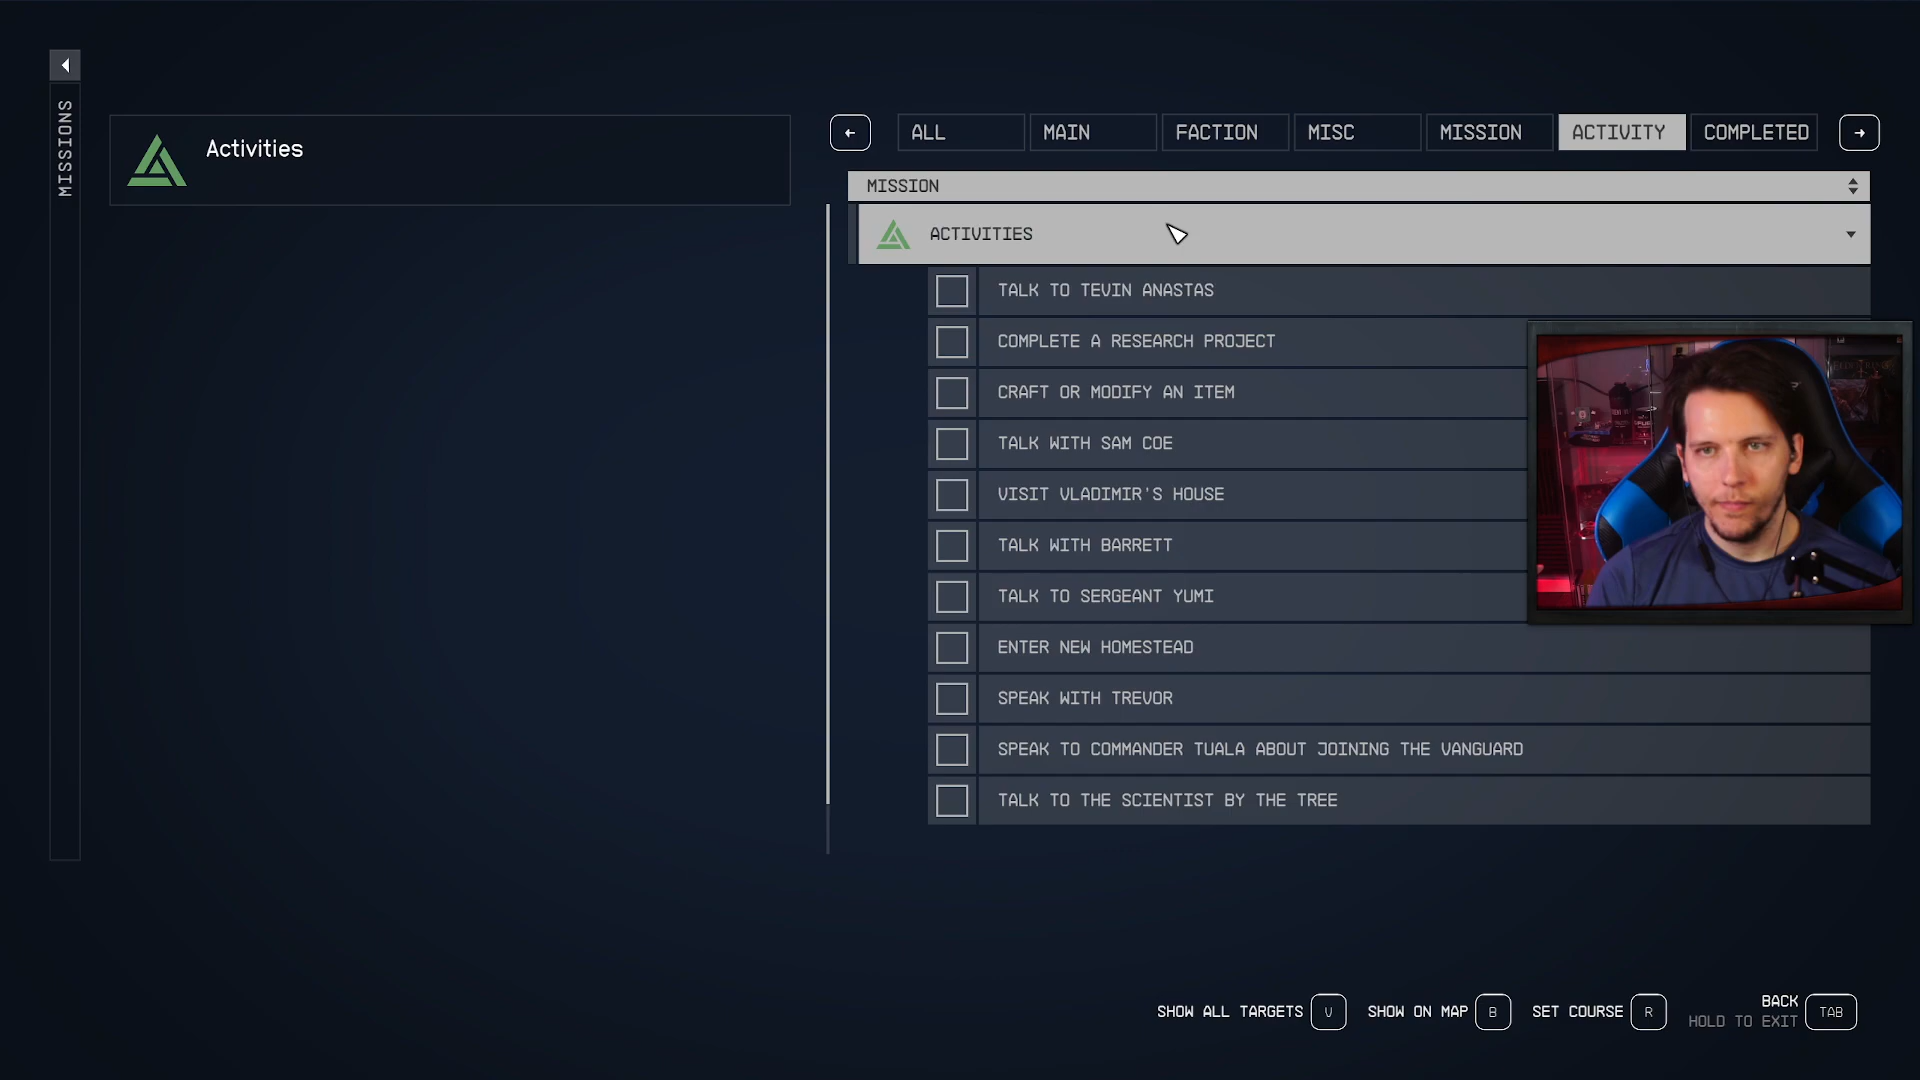 MISSIONS
Activities
ALL
MAIN
FACTION
MISC
MISSION
ACTIVITY
COMPLETED
MISSION
ACTIVITIES
TALK TO TEVIN ANASTAS
COMPLETE A RESEARCH PROJECT
CRAFT OR MODIFY AN ITEM
TALK WITH SAM COE
VISIT VLADIMIR'S HOUSE
TALK WITH BARRETT
TALK TO SERGEANT YUMI
ENTER NEW HOMESTEAD
SPEAK WITH TREVOR
SPEAK TO COMMANDER TUALA ABOUT JOINING THE VANGUARD
TALK TO THE SCIENTIST BY THE TREE
SHOW ALL TARGETS V
SHOW ON MAP B
SET COURSE R
BACK
HOLD TO EXIT
TAB